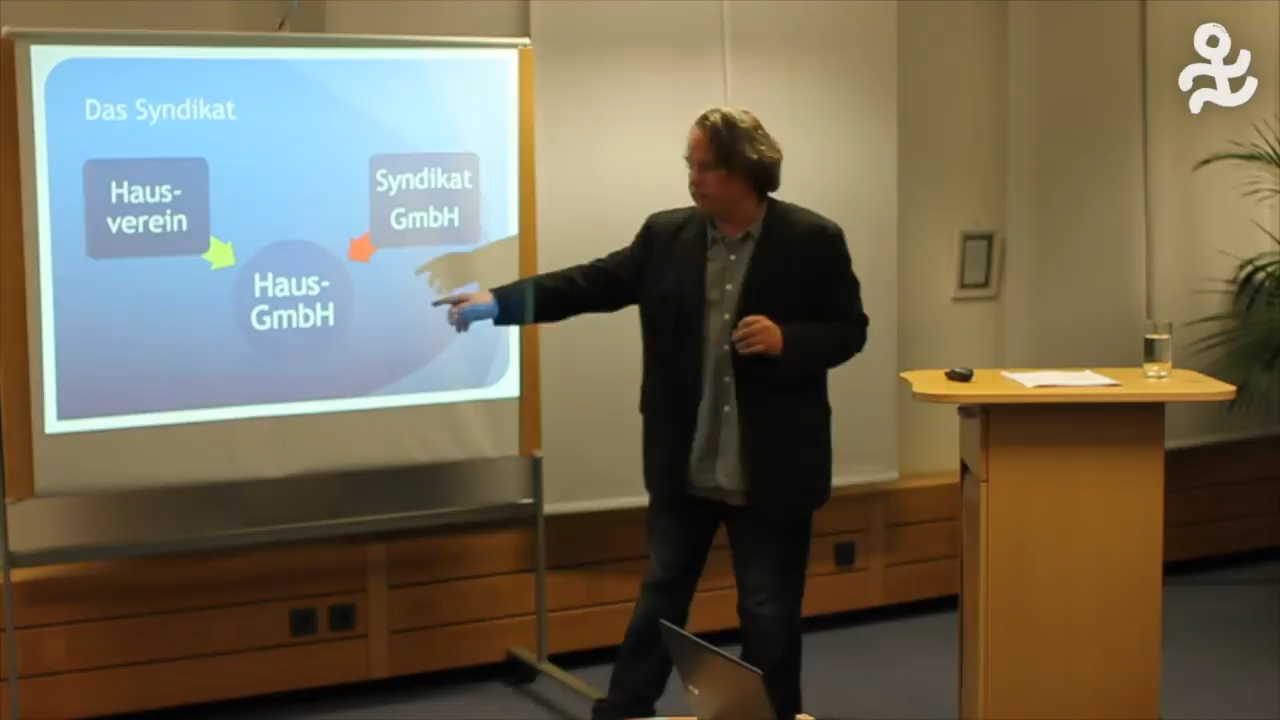 Das Syndikat
Haus-
verein
Syndikat
GmbH
Haus-
GmbH